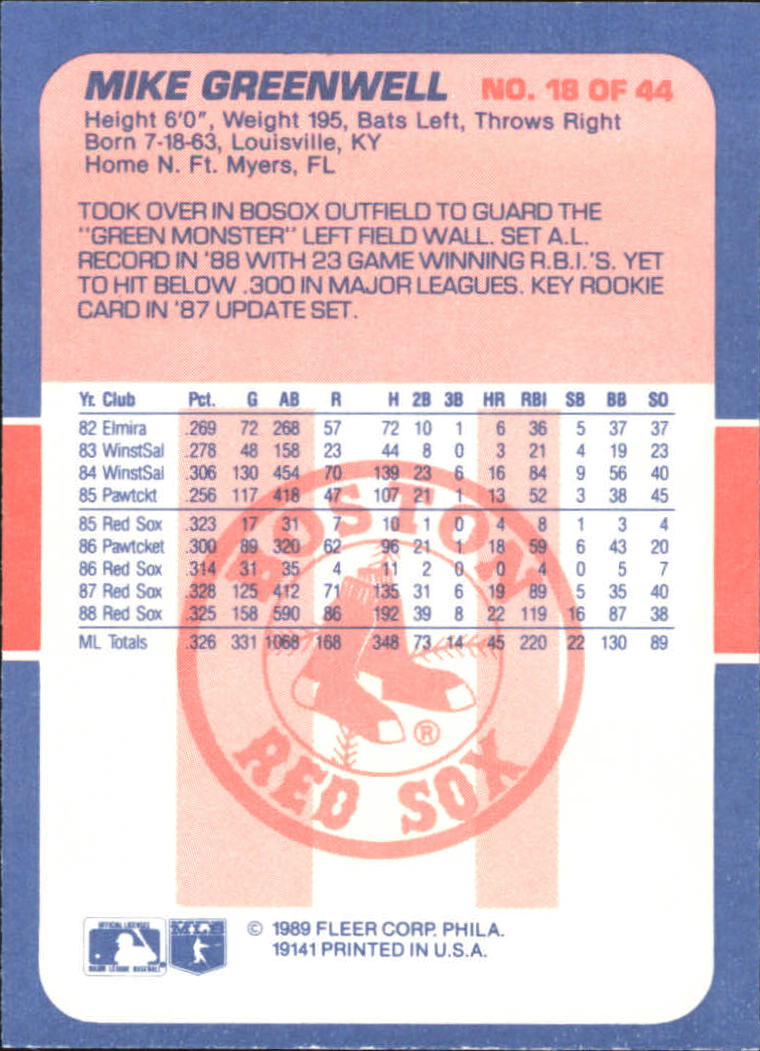 MIKE GREENWELL NO. 18 OF 44
Height 6'0", Weight 195, Bats Left, Throws Right
Born 7-18-63, Louisville, KY
Home N. Ft. Myers, FL
TOOK OVER IN BOSOX OUTFIELD TO GUARD THE
"GREEN MONSTER" LEFT FIELD WALL. SET A.L.
RECORD IN '88 WITH 23 GAME WINNING R.B.I.'S. YET
TO HIT BELOW .300 IN MAJOR LEAGUES. KEY ROOKIE
CARD IN '87 UPDATE SET.
Yr. Club Pct. G AB R H 2B 3B HR RBI SB BB SO
82 Elmira .269 72 268 57 72 10 1 6 36 5 37 37
83 WinstSal .278 48 158 23 44 8 0 3 21 4 19 23
84 WinstSal .306 130 454 70 139 23 6 16 84 9 56 40
85 Pawtckt .256 117 418 47 107 21 1 13 52 3 38 45
85 Red Sox .323 17 31 7 10 1 0 4 8 1 3 4
86 Pawtcket .300 89 320 62 96 21 1 18 59 6 43 20
86 Red Sox .314 31 35 4 11 2 0 0 4 0 5 7
87 Red Sox .328 125 412 71 135 31 6 19 89 5 35 40
88 Red Sox .325 158 590 86 192 39 8 22 119 16 87 38
ML Totals .326 331 1068 168 348 73 14 45 220 22 130 89
BOSTON
RED SOX
®
OFFICIAL LICENSEE
MAJOR LEAGUE BASEBALL
MLB
© 1989 FLEER CORP. PHILA.
19141 PRINTED IN U.S.A.